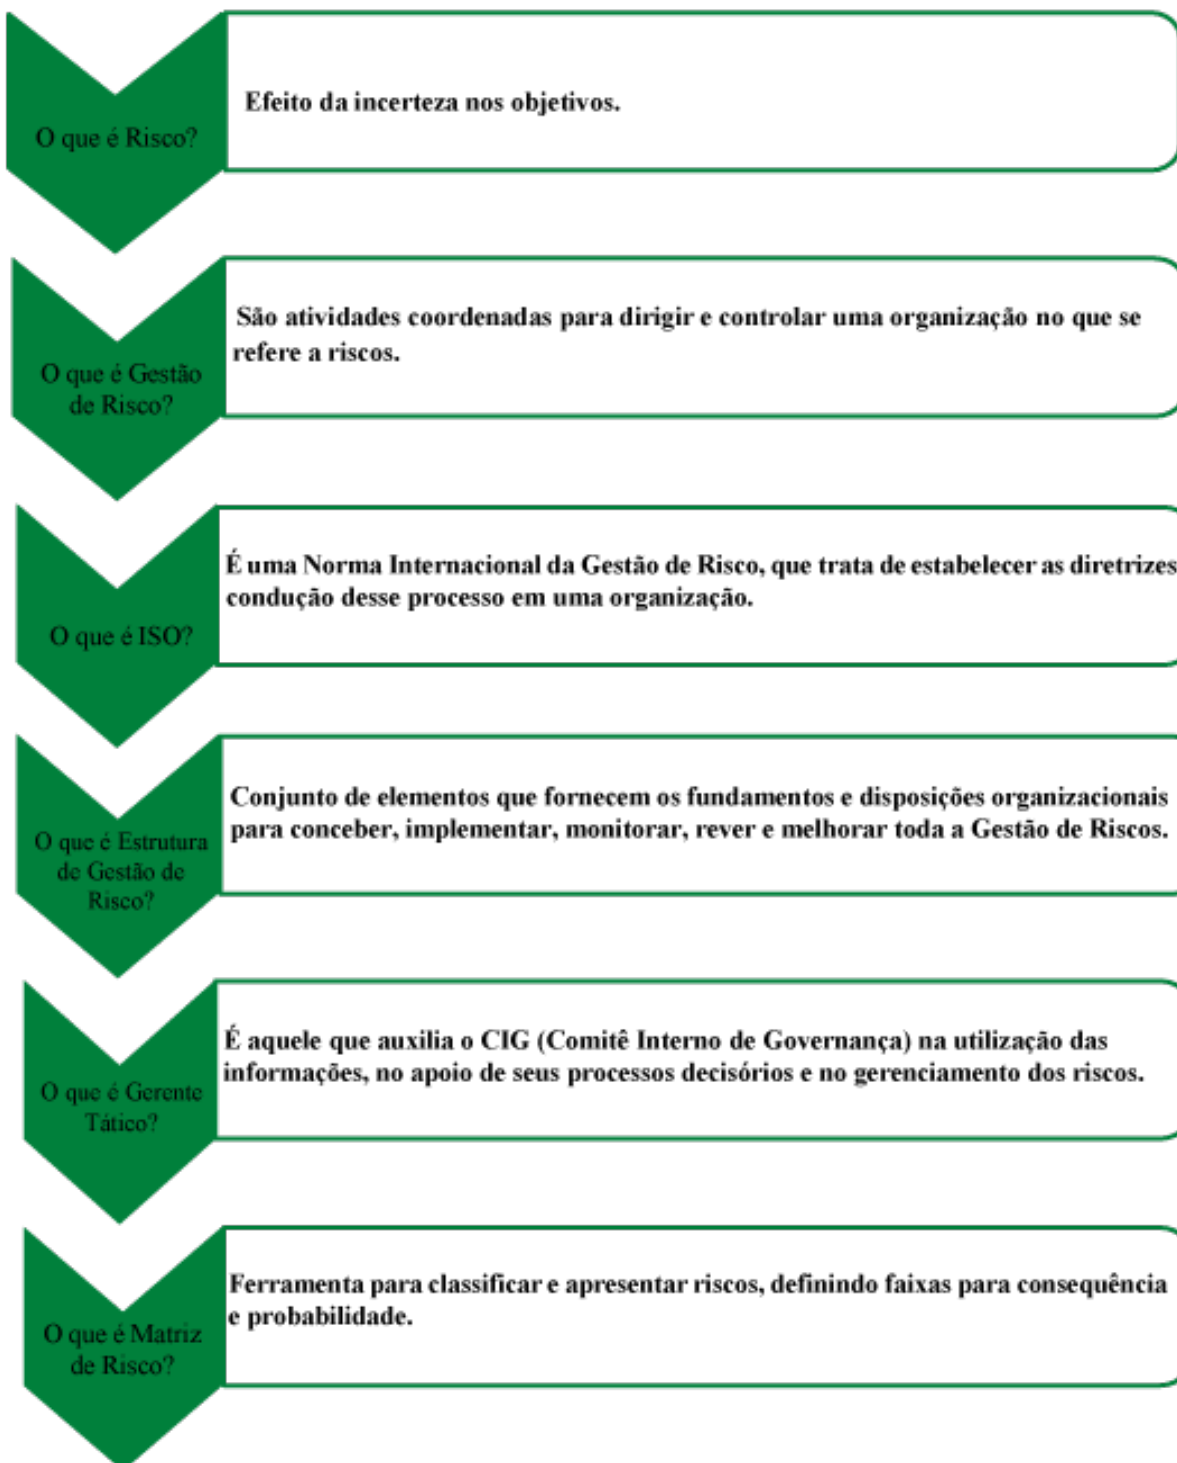 O que é Risco?
Efeito da incerteza nos objetivos.
O que é Gestão
de Risco?
São atividades coordenadas para dirigir e controlar uma organização no que se
refere a riscos.
O que é ISO?
É uma Norma Internacional da Gestão de Risco, que trata de estabelecer as diretrizes
condução desse processo em uma organização.
O que é Estrutura
de Gestão de
Risco?
Conjunto de elementos que fornecem os fundamentos e disposições organizacionais
para conceber, implementar, monitorar, rever e melhorar toda a Gestão de Riscos.
O que é Gerente
Tático?
É aquele que auxilia o CIG (Comitê Interno de Governança) na utilização das
informações, no apoio de seus processos decisórios e no gerenciamento dos riscos.
O que é Matriz
de Risco?
Ferramenta para classificar e apresentar riscos, definindo faixas para consequência
e probabilidade.